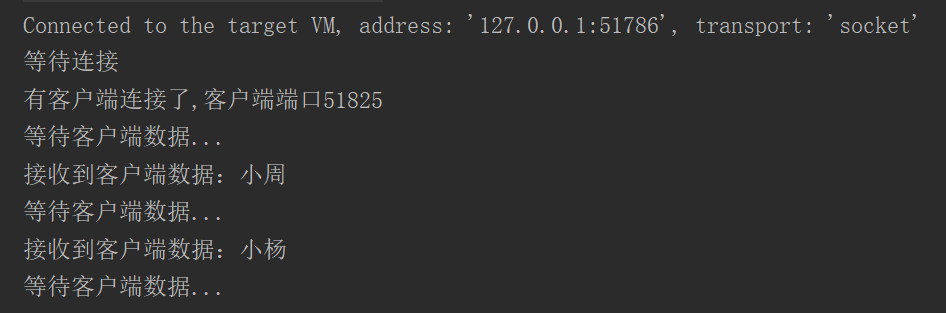 Connected to the target VM, address: '127.0.0.1:51786', transport: 'socket'
等待连接
有客户端连接了,客户端端口51825
等待客户端数据...
接收到客户端数据：小周
等待客户端数据...
接收到客户端数据：小杨
等待客户端数据...